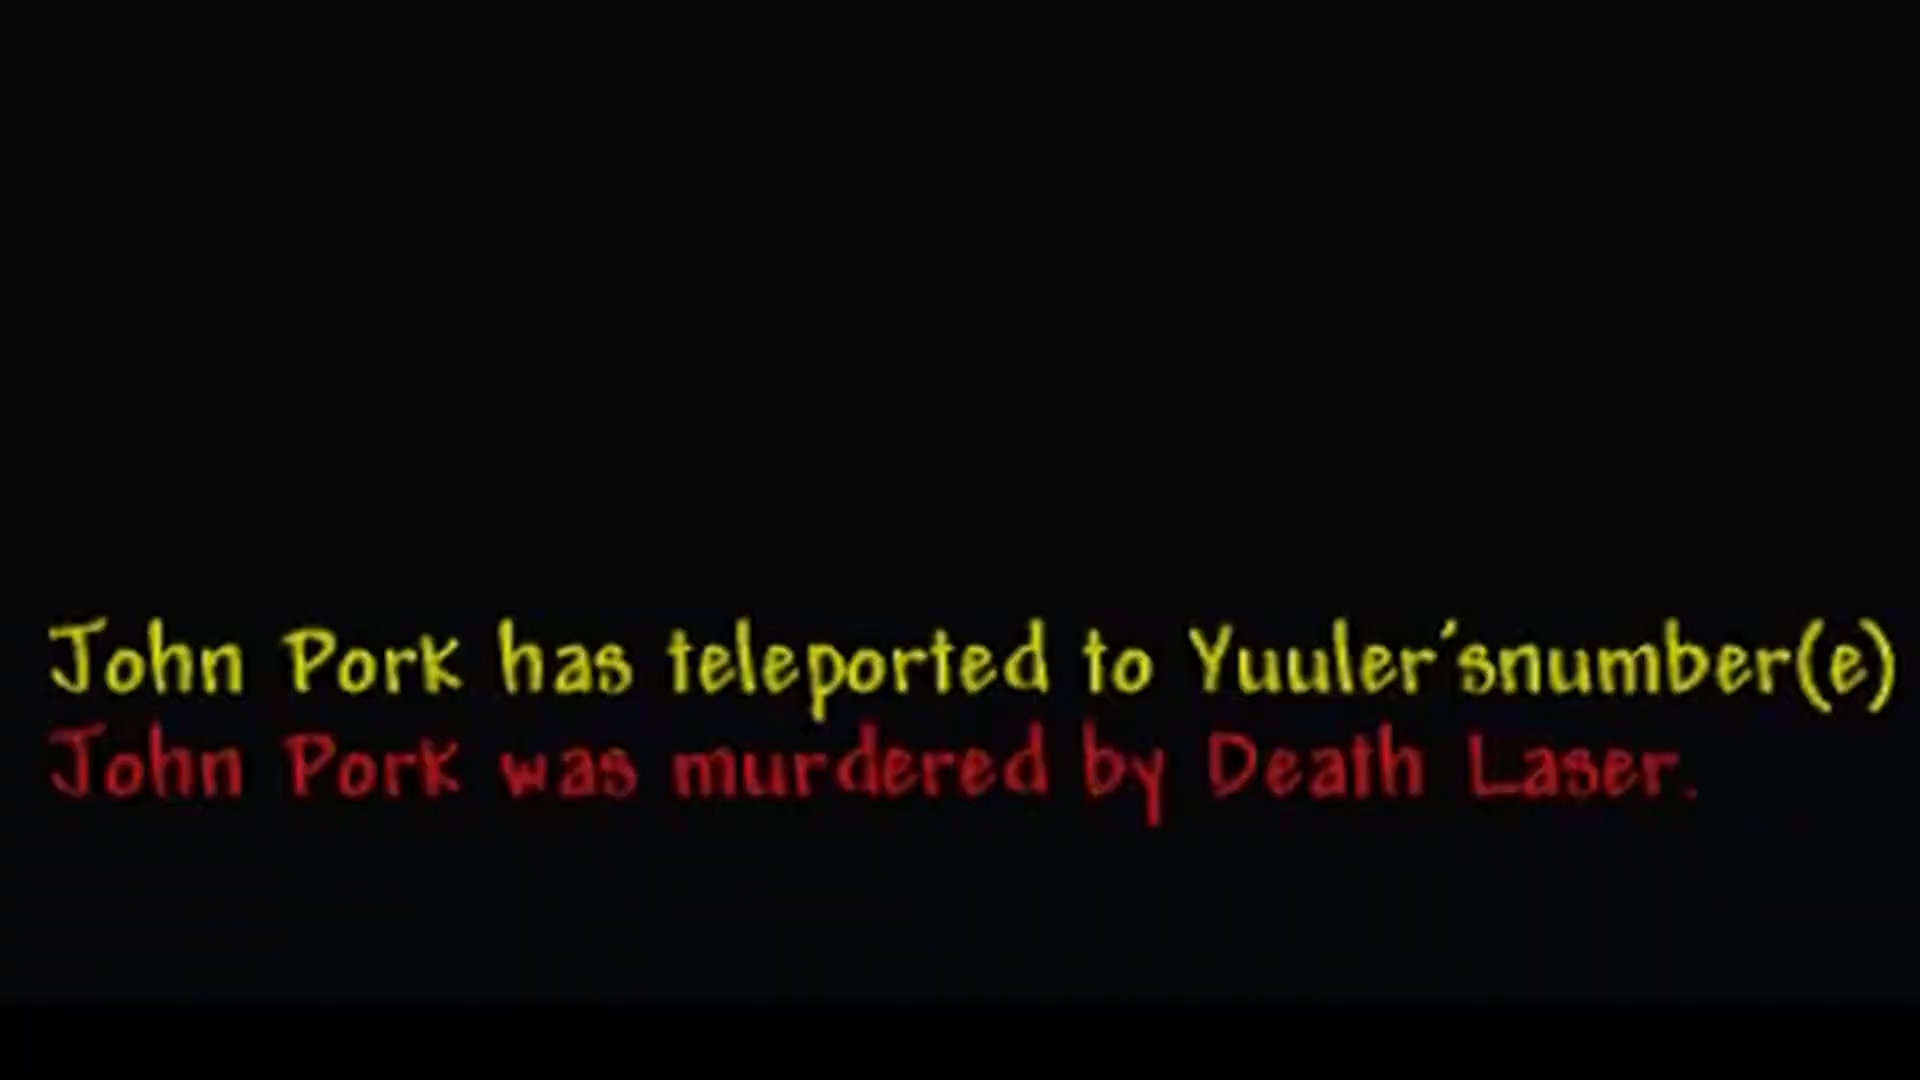 John Pork has teleported to Yuuler'snumber(e)
John Pork was murdered by Death Laser.